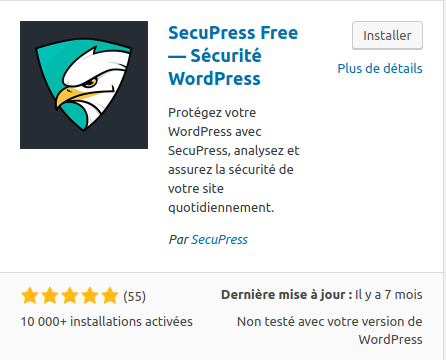 SecuPress Free
— Sécurité
WordPress
Installer
Plus de détails
Protégez votre
WordPress avec
SecuPress, analysez et
assurez la sécurité de
votre site
quotidiennement.
Par SecuPress
(55)
10 000+ installations activées
Dernière mise à jour : Il y a 7 mois
Non testé avec votre version de
WordPress